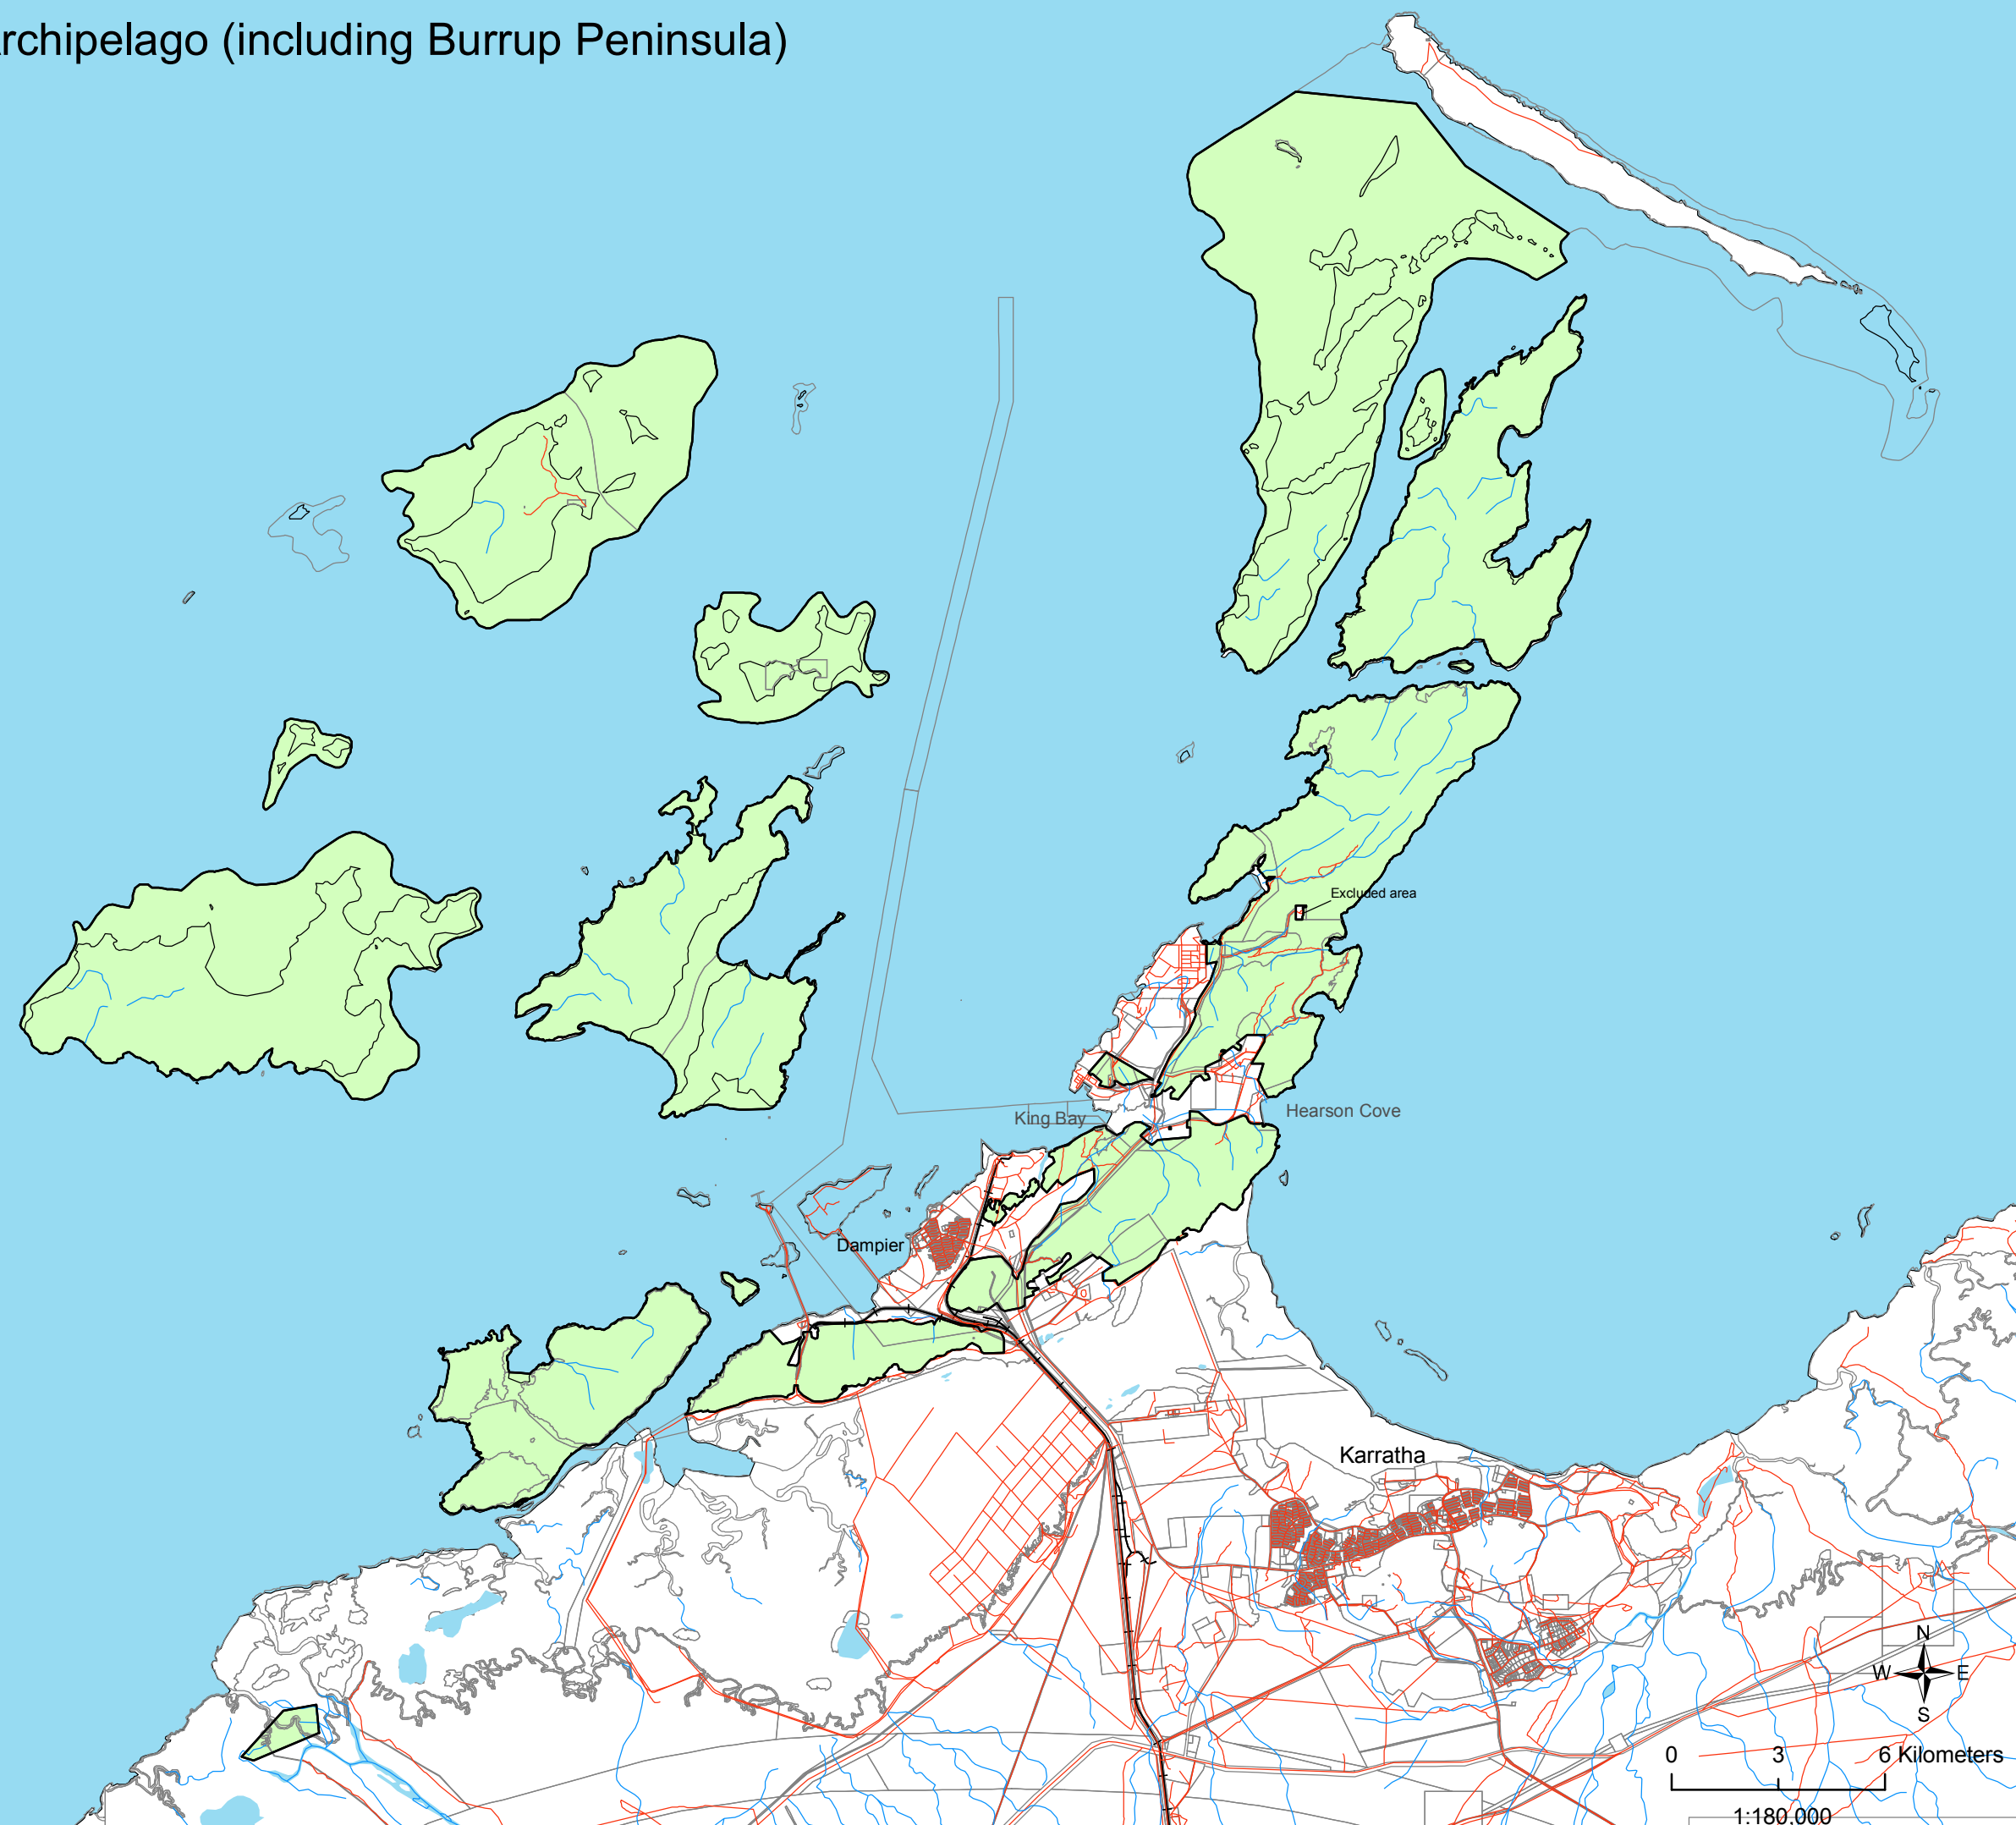 rchipelago (including Burrup Peninsula)
Excluded area
King Bay
Hearson Cove
Dampier
Karratha
N
W E
S
0 3 6 Kilometers
1:180,000